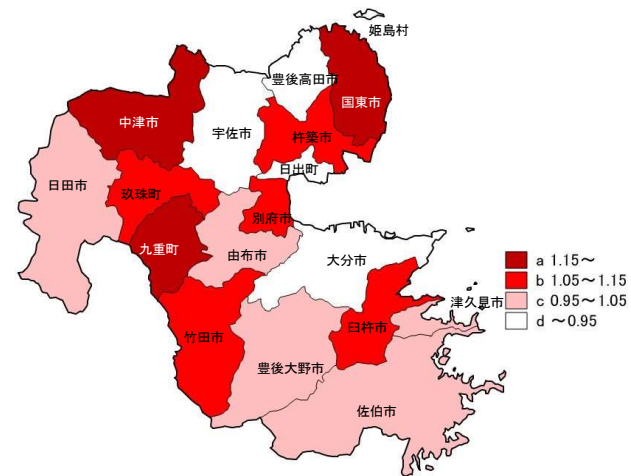 姫島村
豊後高田市
国東市
中津市
宇佐市
杵築市
日出町
日田市
玖珠町
別府市
九重町
由布市
大分市
津久見市
臼杵市
竹田市
豊後大野市
佐伯市
a 1.15～
b 1.05～1.15
c 0.95～1.05
d ～0.95